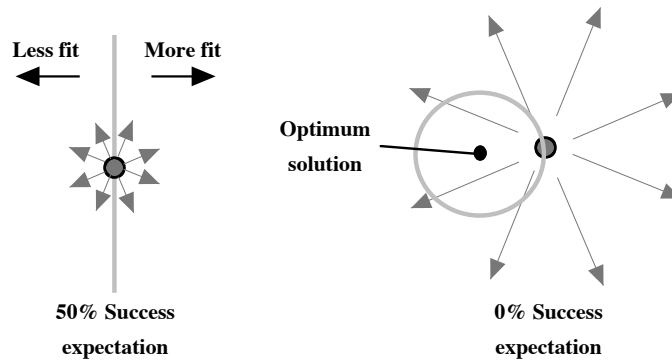 Less fit
More fit
Optimum
solution
50% Success
expectation
0% Success
expectation